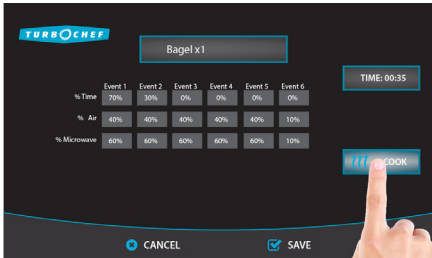 TURBOCHEF
Bagel x1
TIME: 00:35
Event 1 Event 2 Event 3 Event 4 Event 5 Event 6
% Time 70% 30% 0% 0% 0% 0%
% Air 40% 40% 40% 40% 40% 10%
% Microwave 60% 60% 60% 60% 60% 10%
COOK
CANCEL SAVE